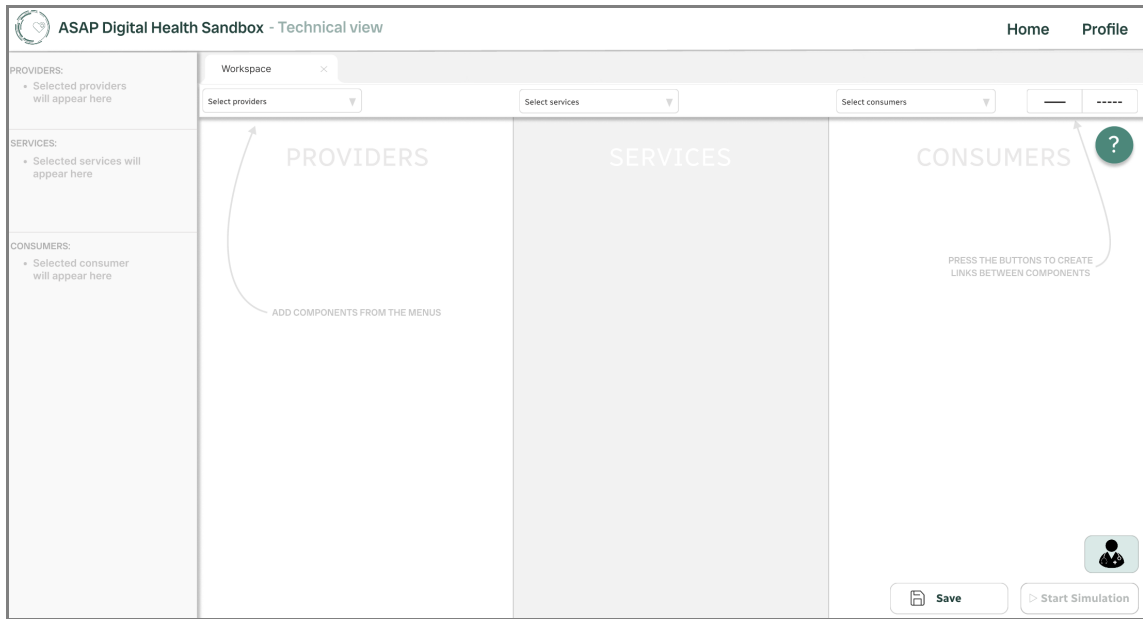 ASAP Digital Health Sandbox - Technical view
Home
Profile
PROVIDERS:
• Selected providers
will appear here
SERVICES:
• Selected services will
appear here
CONSUMERS:
• Selected consumer
will appear here
Workspace
Select providers
Select services
Select consumers
PROVIDERS
SERVICES
CONSUMERS
?
PRESS THE BUTTONS TO CREATE
LINKS BETWEEN COMPONENTS
ADD COMPONENTS FROM THE MENUS
Save
Start Simulation